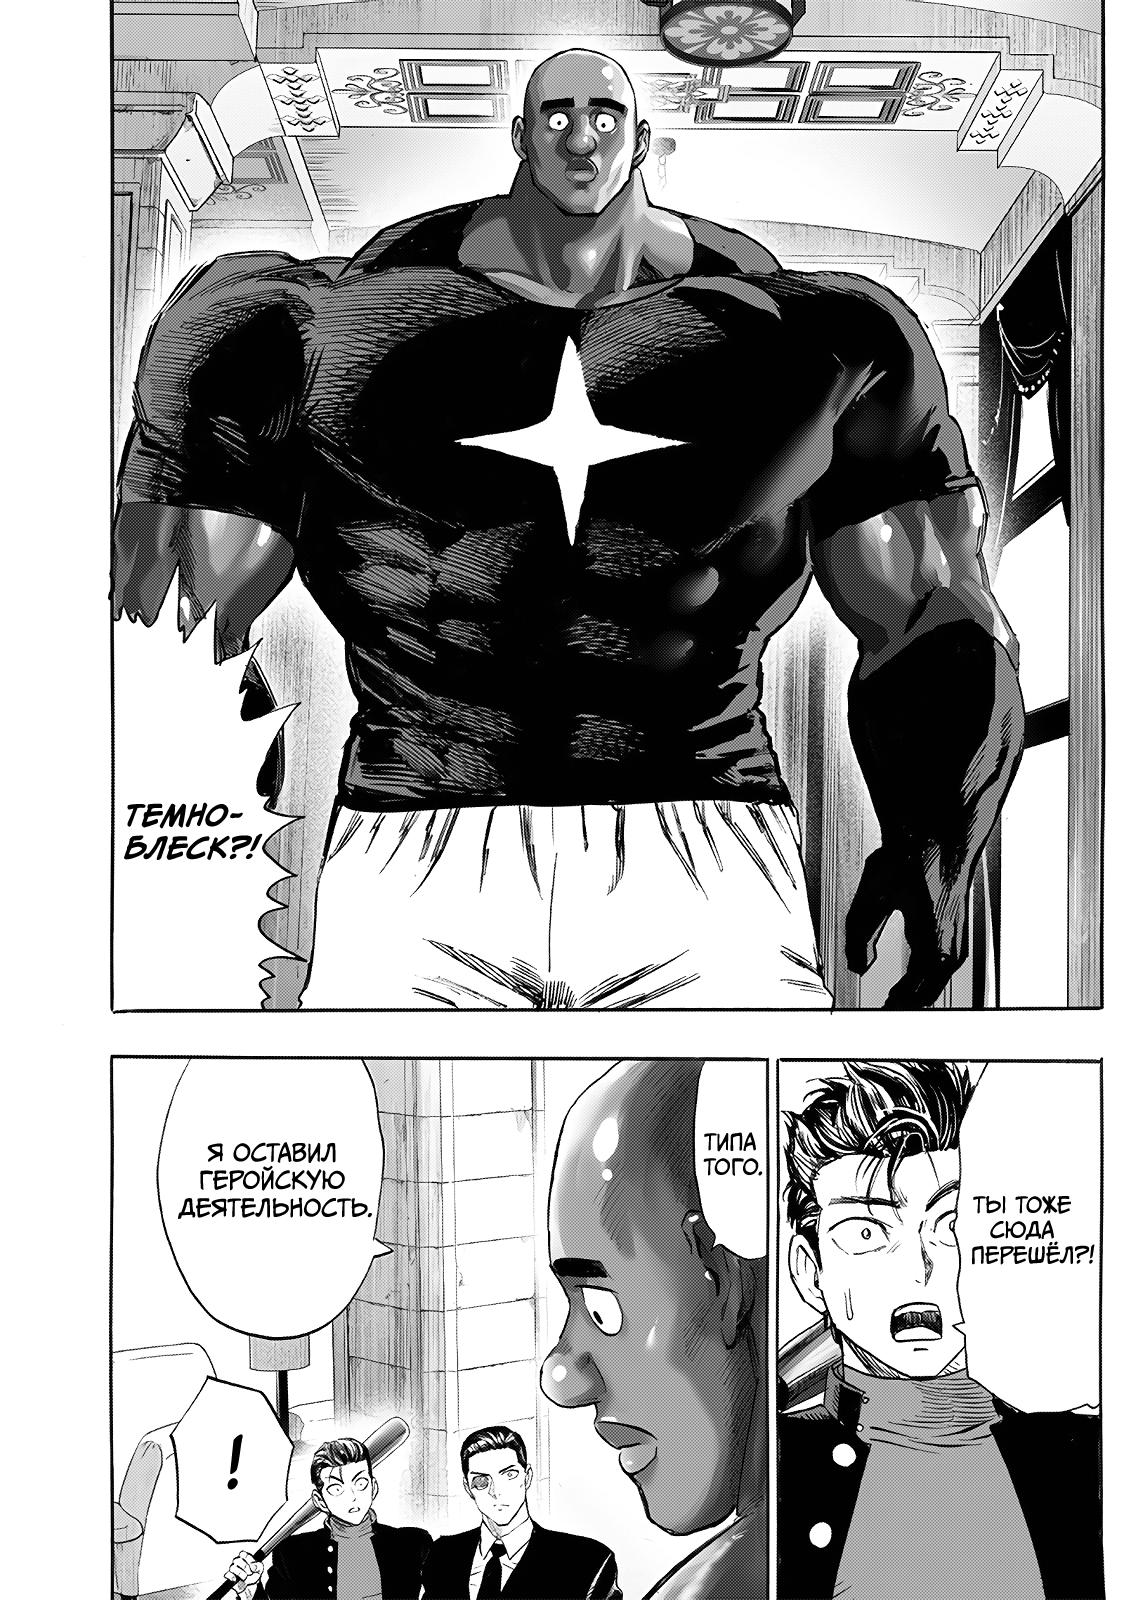 ТЕМНО-
БЛЕСК?!
ТЫ ТОЖЕ
СЮДА
ПЕРЕШЁЛ?!
ТИПА
ТОГО.
Я ОСТАВИЛ
ГЕРОЙСКУЮ
ДЕЯТЕЛЬНОСТЬ.
!